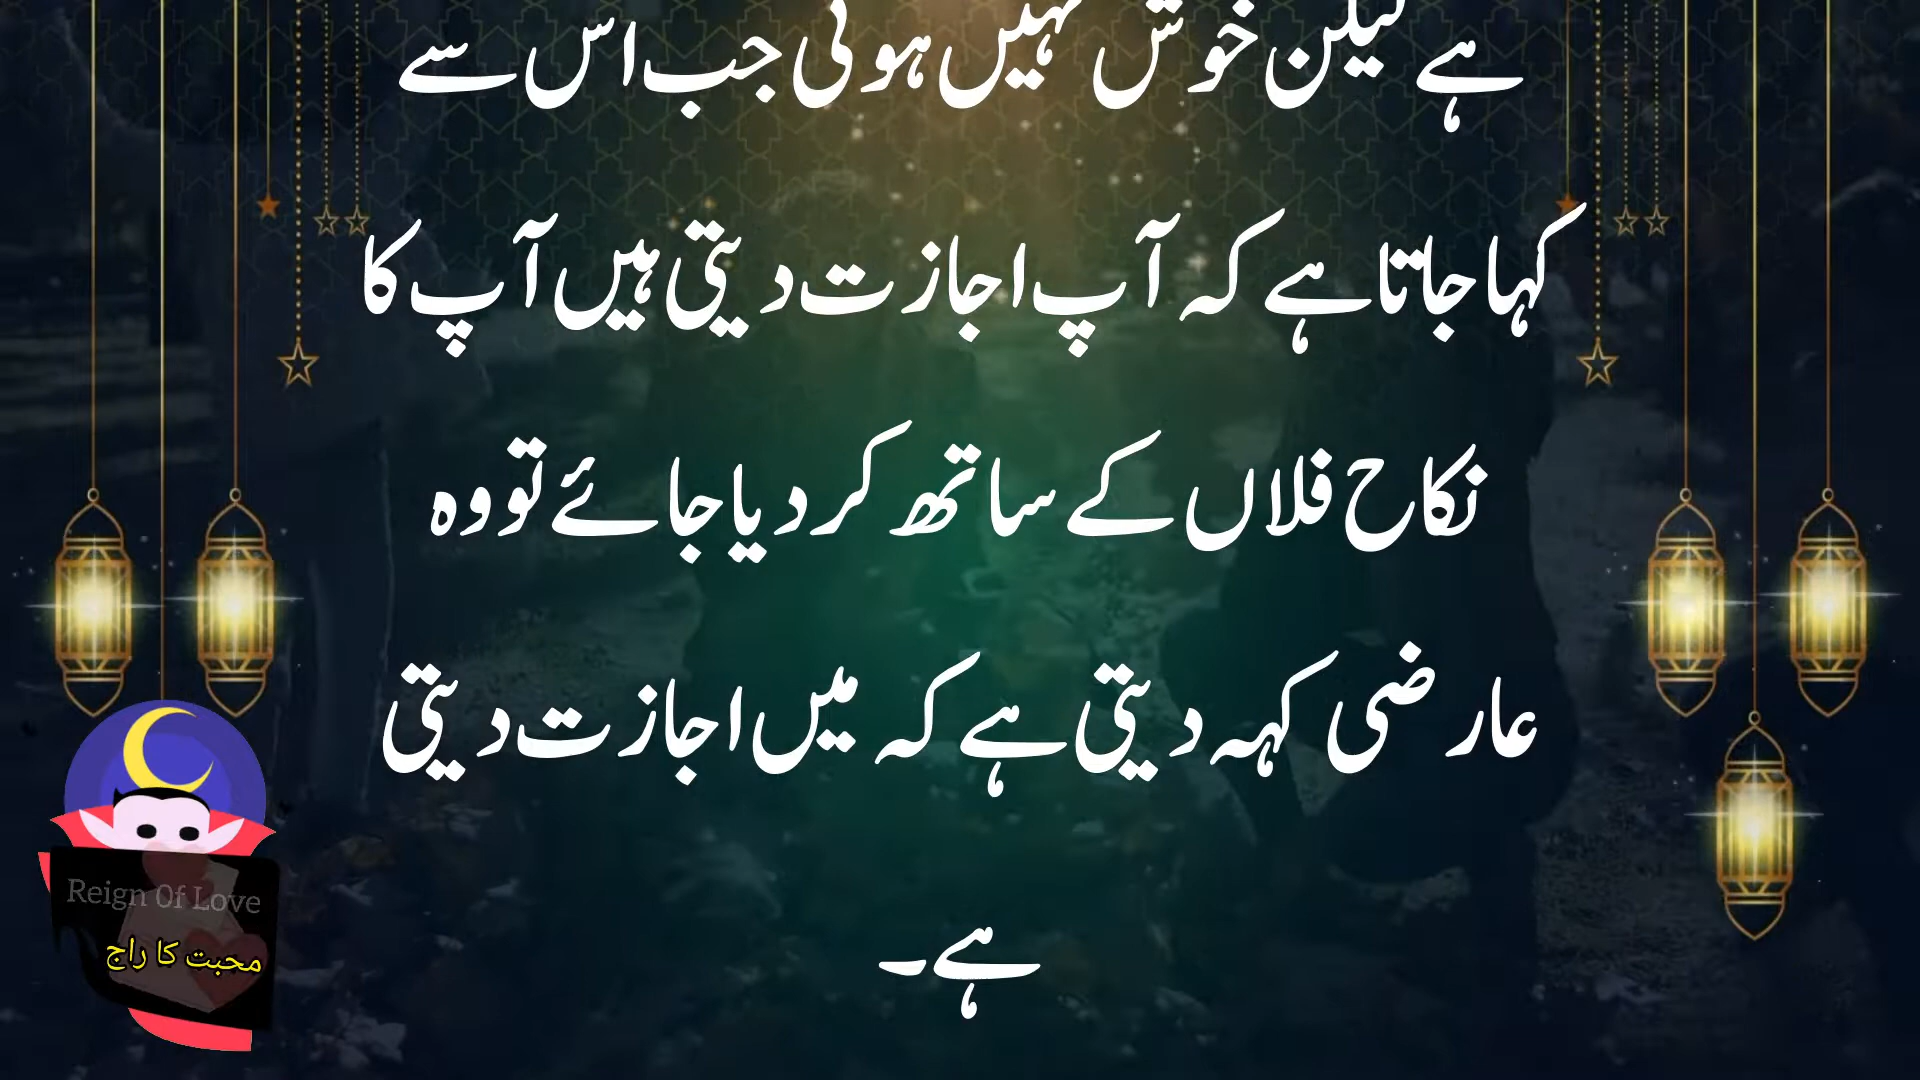 ہے لیکن خوش نہیں ہوتی جب اس سے
کہا جاتا ہے کہ آپ اجازت دیتی ہیں آپ کا
نکاح فلاں کے ساتھ کر دیا جائے تو وہ
عارضی کہہ دیتی ہے کہ میں اجازت دیتی
ہے۔
Reign Of Love
محبت کا راج